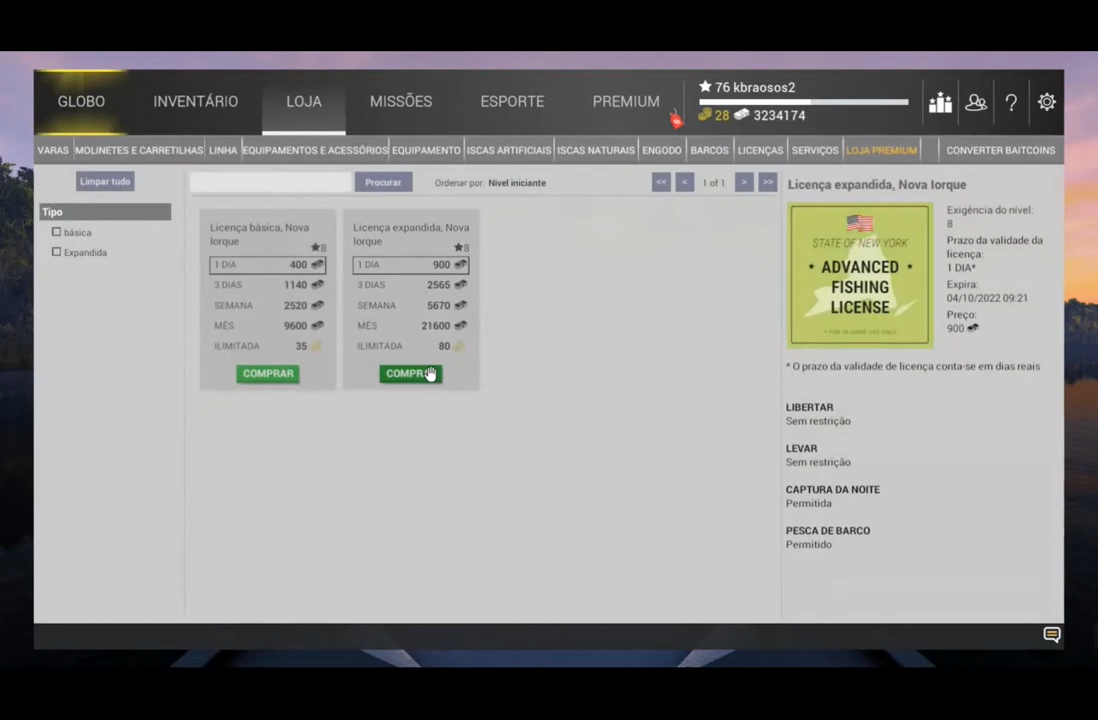 GLOBO INVENTÁRIO LOJA MISSÕES ESPORTE PREMIUM
76 kbraosos2
28 3234174
?
VARAS MOLINETES E CARRETILHAS LINHA EQUIPAMENTOS E ACESSÓRIOS EQUIPAMENTO ISCAS ARTIFICIAIS ISCAS NATURAIS ENGODO BARCOS LICENÇAS SERVIÇOS LOJA PREMIUM CONVERTER BAITCOINS
Limpar tudo
Procurar
Ordenar por: Nível iniciante
<< < 1 of 1 > >>
Tipo
básica
Expandida
Licença básica, Nova
Iorque
8
1 DIA 400
3 DIAS 1140
SEMANA 2520
MÊS 9600
ILIMITADA 35
COMPRAR
Licença expandida, Nova
Iorque
8
1 DIA 900
3 DIAS 2565
SEMANA 5670
MÊS 21600
ILIMITADA 80
Licença expandida, Nova Iorque
STATE OF NEW YORK
• ADVANCED •
FISHING
LICENSE
* FOR IN-GAME USE ONLY
Exigência do nível:
8
Prazo da validade da
licença:
1 DIA*
Expira:
04/10/2022 09:21
Preço:
900
* O prazo da validade de licença conta-se em dias reais
LIBERTAR
Sem restrição
LEVAR
Sem restrição
CAPTURA DA NOITE
Permitida
PESCA DE BARCO
Permitido